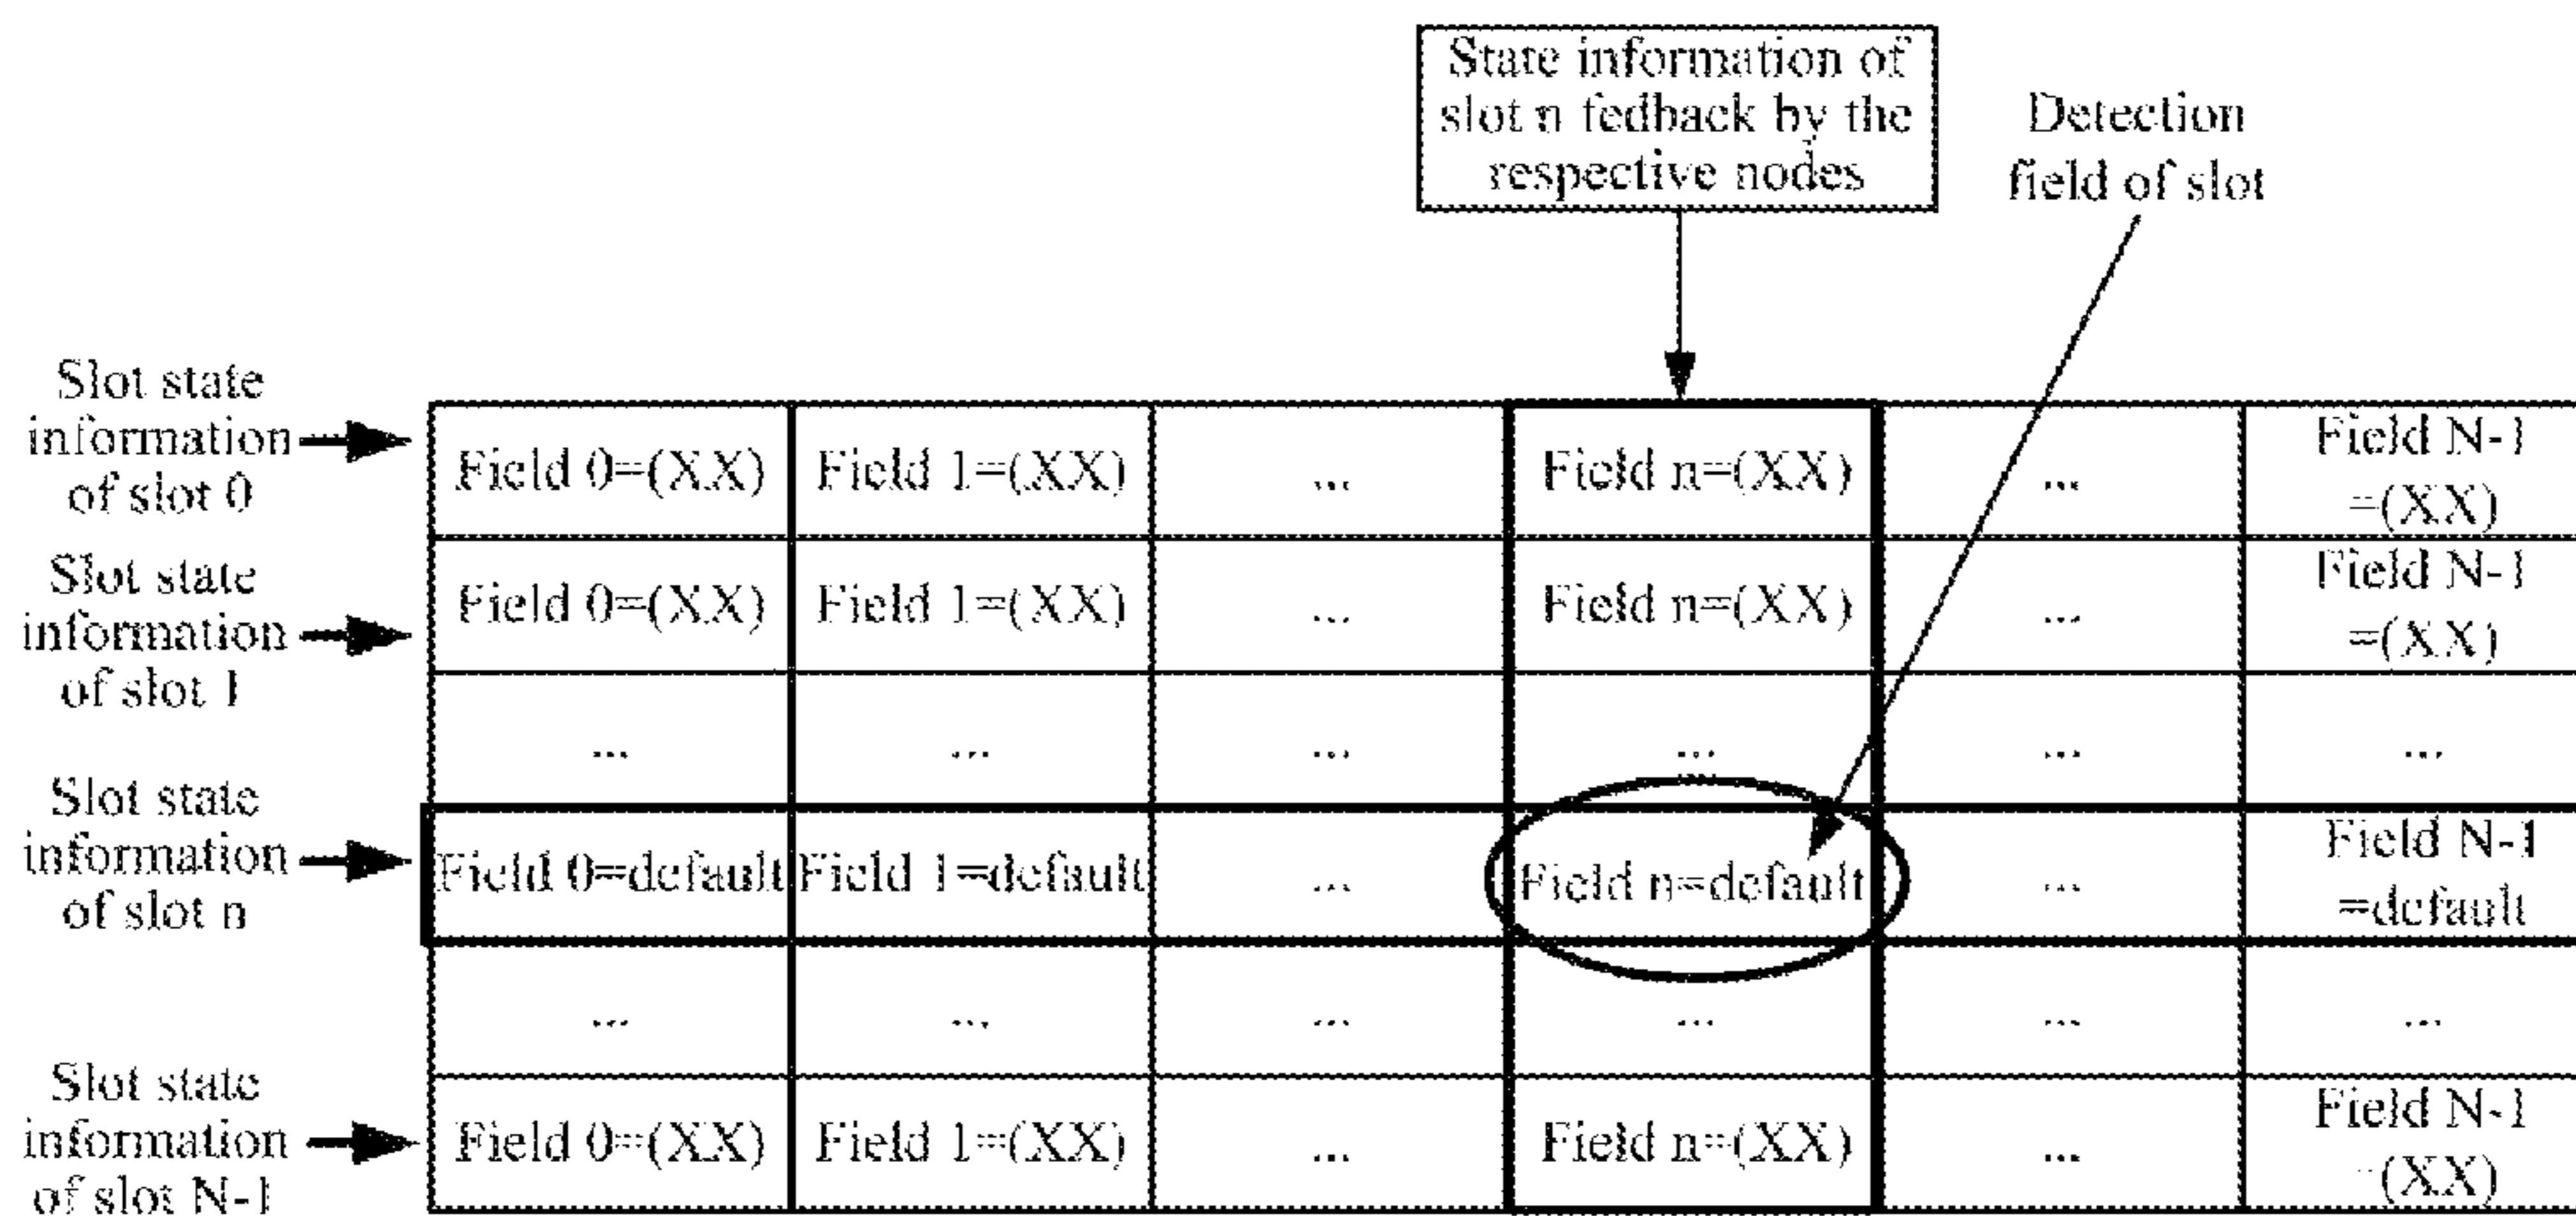 State information of
slot n fedback by the
respective nodes
Detection
field of slot
Slot state
information
of slot 0
Field 0=(XX) Field 1=(XX) ... Field n=(XX) ... Field N-1
=(XX)
Slot state
information
of slot 1
Field 0=(XX) Field 1=(XX) ... Field n=(XX) ... Field N-1
=(XX)
... ... ... ... ... ...
Slot state
information
of slot n
Field 0=default Field 1=default ... Field n=default ... Field N-1
=default
... ... ... ... ... ...
Slot state
information
of slot N-1
Field 0=(XX) Field 1=(XX) ... Field n=(XX) ... Field N-1
=(XX)